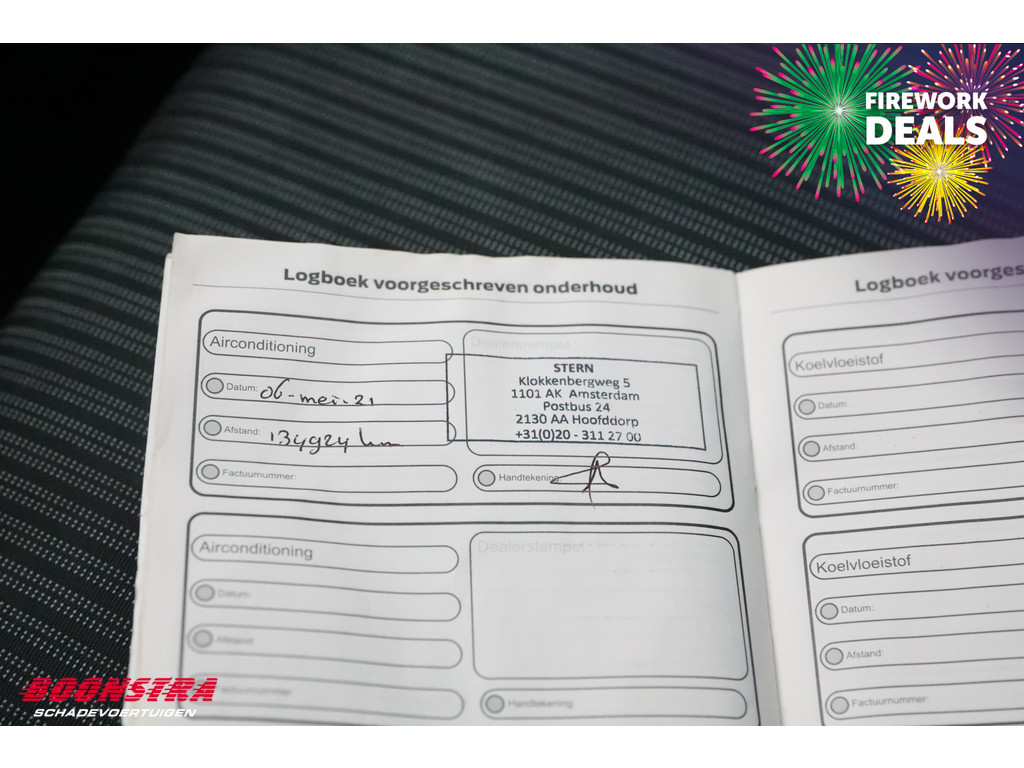 FIREWORK
DEALS
Logboek voorgeschreven onderhoud
Airconditioning
Dealerstempel
Datum: 06-mei-21
Afstand: 134924 km
Factuurnummer:
STERN
Klokkenbergweg 5
1101 AK Amsterdam
Postbus 24
2130 AA Hoofddorp
+31(0)20 - 311 27 00
Handtekening:
Airconditioning
Dealerstempel
Datum:
Afstand:
Factuurnummer
Handtekening
Logboek
Koelvloeistof
Datum:
Afstand:
Factuurnummer:
Koelvloeistof
Datum:
Afstand:
Factuurnummer:
BOONSTRA
SCHADEVOERTUIGEN